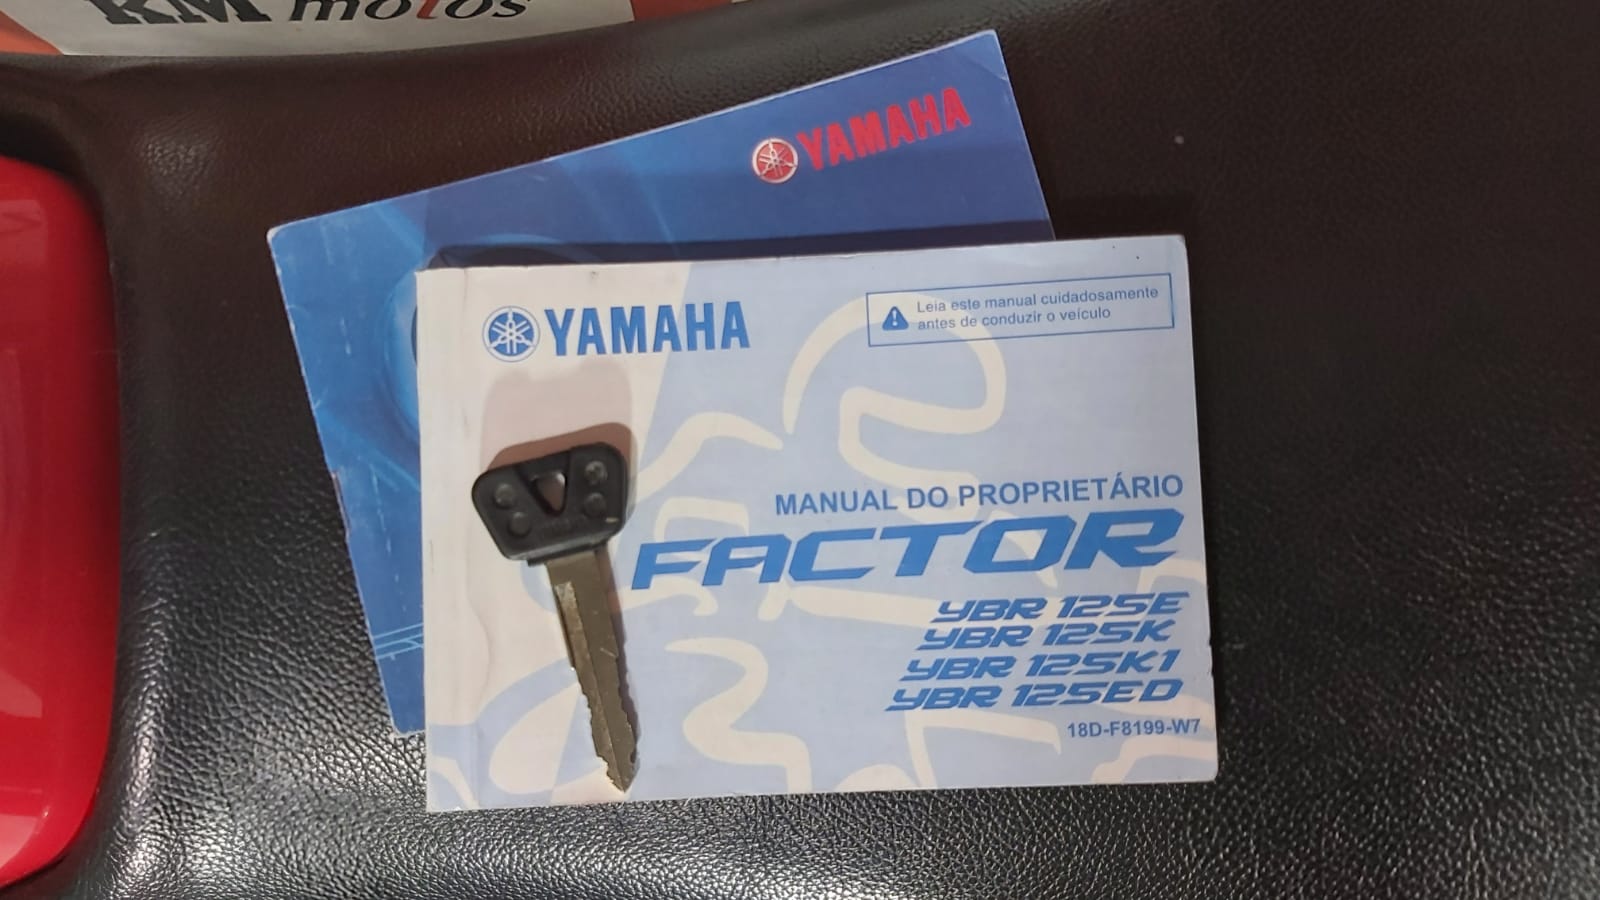 RM motos
YAMAHA
YAMAHA
Leia este manual cuidadosamente
antes de conduzir o veículo
MANUAL DO PROPRIETÁRIO
FACTOR
YBR 125E
YBR 125K
YBR 125K1
YBR 125ED
18D-F8199-W7